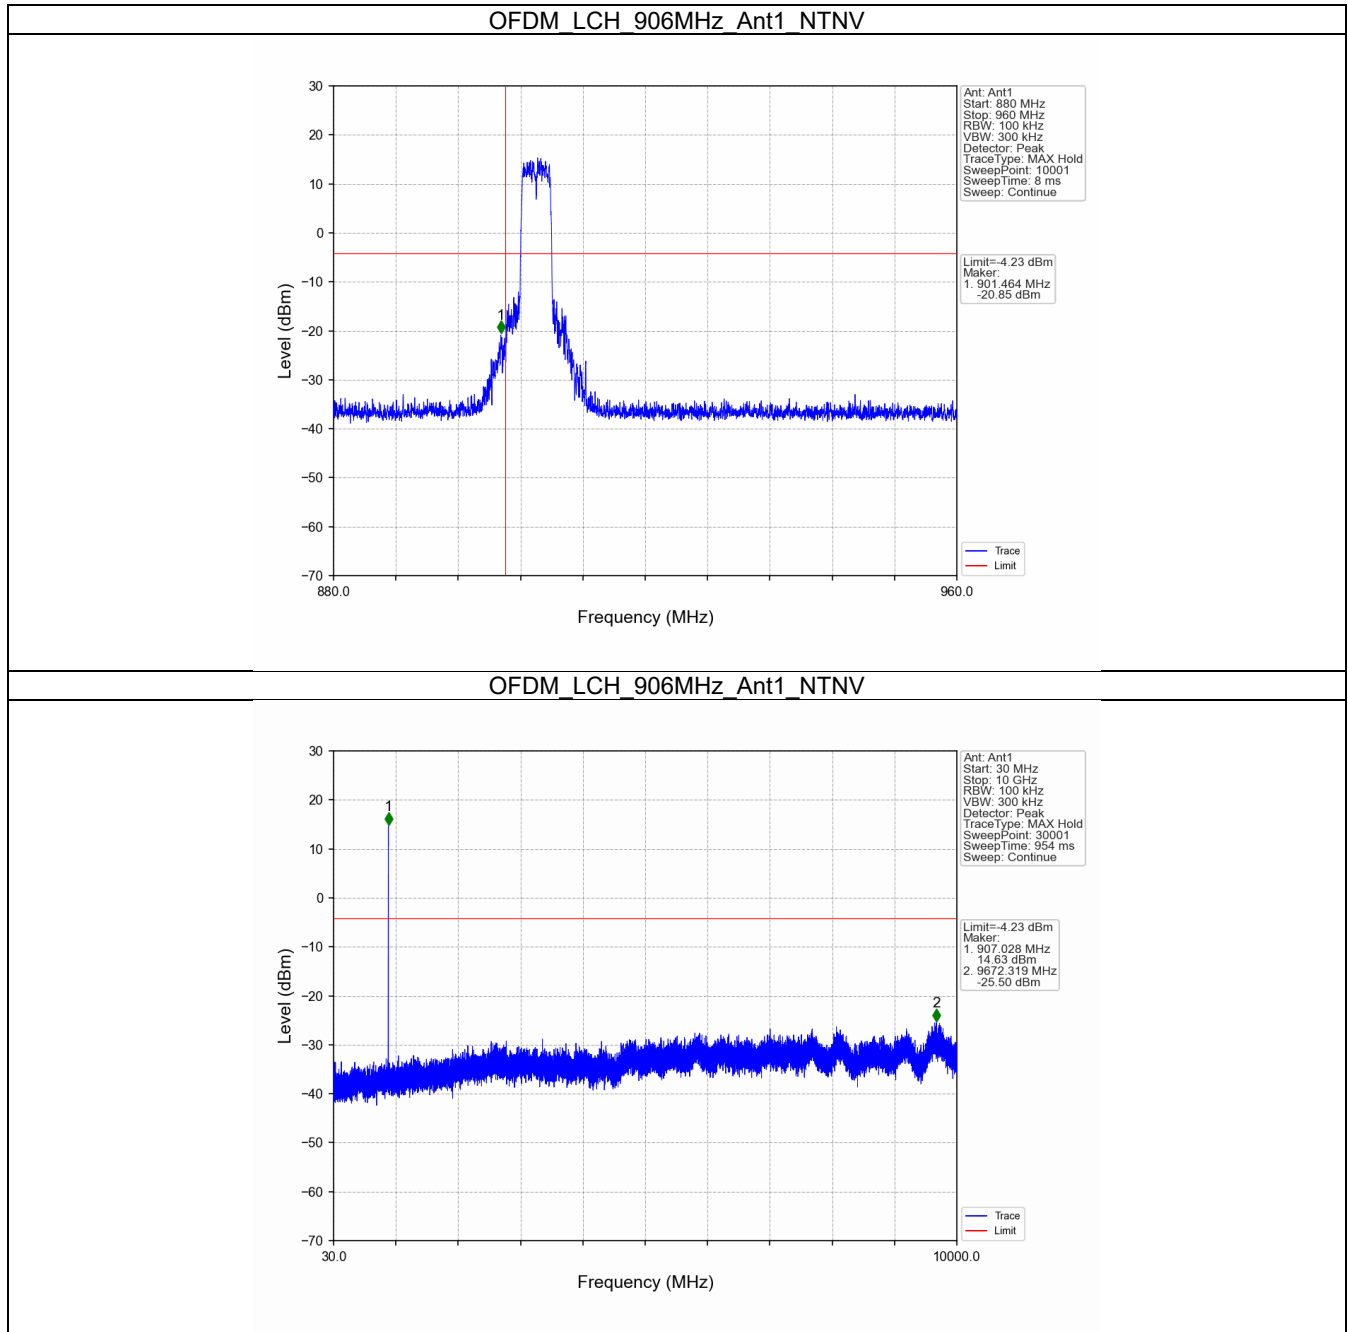 OFDM_LCH_906MHz_Ant1_NTNV
30
20
10
0
−10
−20
−30
−40
−50
−60
−70
Level (dBm)
1
880.0
960.0
Frequency (MHz)
Ant: Ant1
Start: 880 MHz
Stop: 960 MHz
RBW: 100 kHz
VBW: 300 kHz
Detector: Peak
TraceType: MAX Hold
SweepPoint: 10001
SweepTime: 8 ms
Sweep: Continue
Limit=-4.23 dBm
Maker:
1. 901.464 MHz
-20.85 dBm
Trace
Limit
OFDM_LCH_906MHz_Ant1_NTNV
30
20
10
0
−10
−20
−30
−40
−50
−60
−70
Level (dBm)
1
2
30.0
10000.0
Frequency (MHz)
Ant: Ant1
Start: 30 MHz
Stop: 10 GHz
RBW: 100 kHz
VBW: 300 kHz
Detector: Peak
TraceType: MAX Hold
SweepPoint: 30001
SweepTime: 954 ms
Sweep: Continue
Limit=-4.23 dBm
Maker:
1. 907.028 MHz
14.63 dBm
2. 9672.319 MHz
-25.50 dBm
Trace
Limit